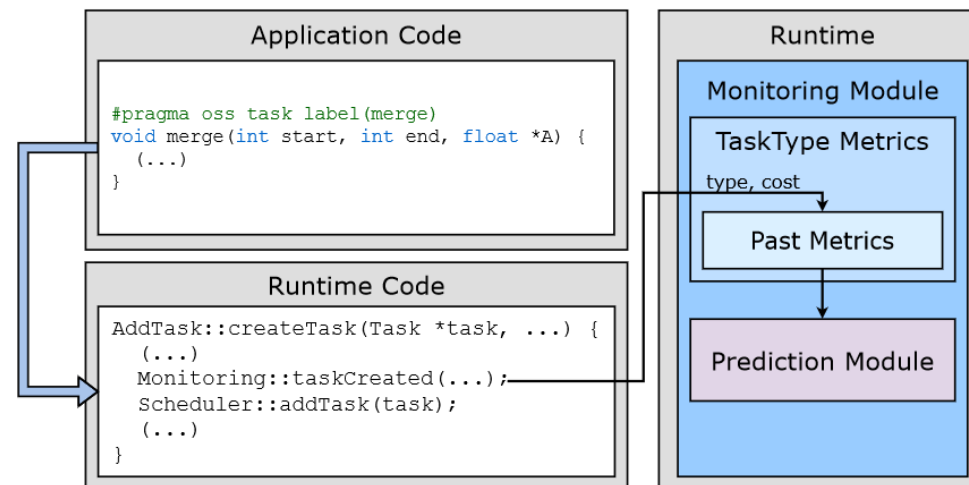 Application Code
#pragma oss task label(merge)
void merge(int start, int end, float *A) {
(...)
}
Runtime Code
AddTask::createTask(Task *task, ...) {
(...)
Monitoring::taskCreated(...);
Scheduler::addTask(task);
(...)
}
Runtime
Monitoring Module
TaskType Metrics
type, cost
Past Metrics
Prediction Module